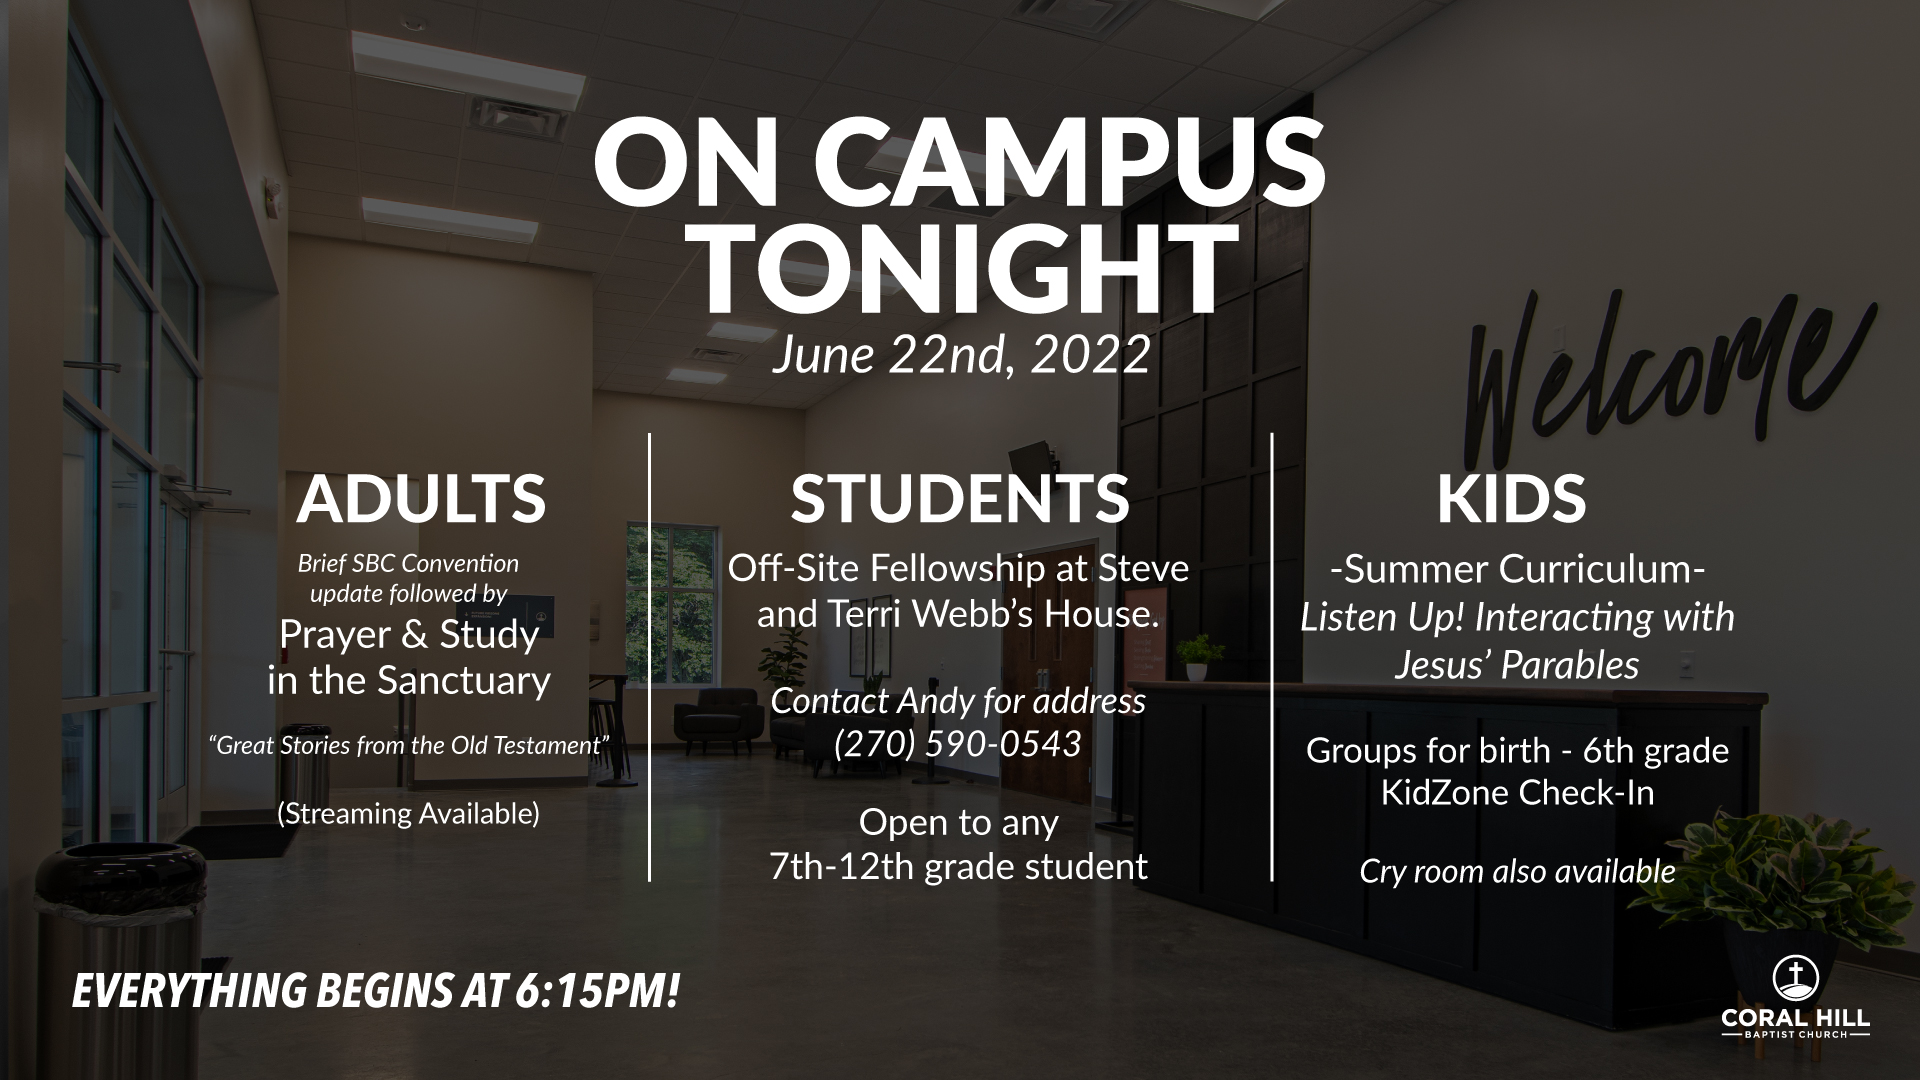 ON CAMPUS
TONIGHT
June 22nd, 2022
Welcome
ADULTS
Brief SBC Convention
update followed by
Prayer & Study
in the Sanctuary
“Great Stories from the Old Testament”
(Streaming Available)
STUDENTS
Off-Site Fellowship at Steve
and Terri Webb’s House.
Contact Andy for address
(270) 590-0543
Open to any
7th-12th grade student
KIDS
-Summer Curriculum-
Listen Up! Interacting with
Jesus’ Parables
Groups for birth - 6th grade
KidZone Check-In
Cry room also available
EVERYTHING BEGINS AT 6:15PM!
CORAL HILL
BAPTIST CHURCH